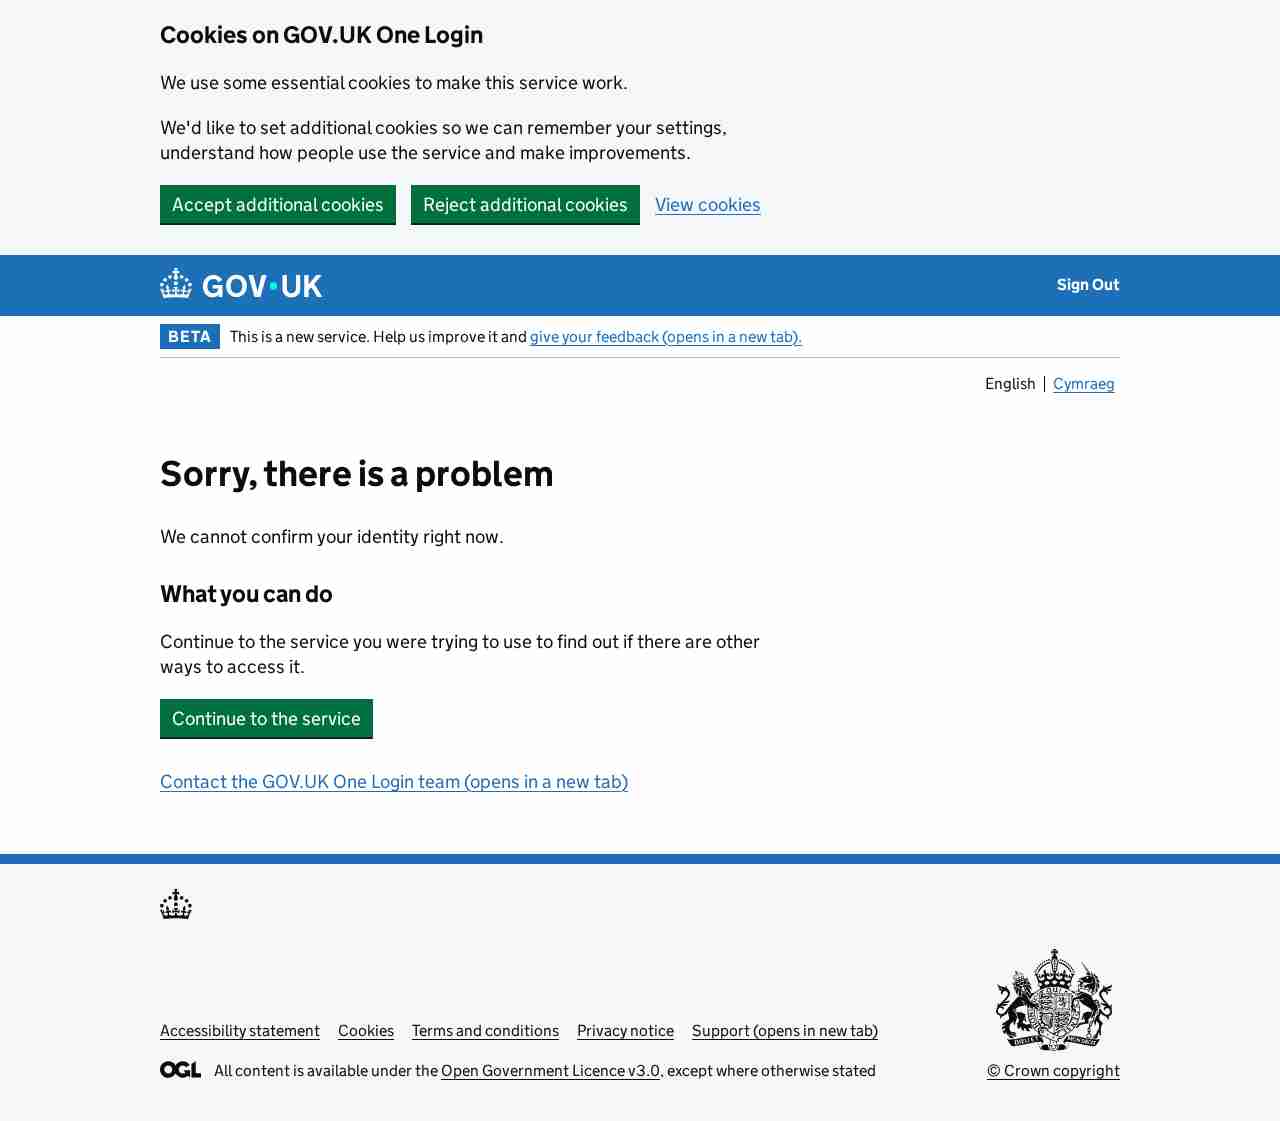 Cookies on GOV.UK One Login
We use some essential cookies to make this service work.
We'd like to set additional cookies so we can remember your settings,
understand how people use the service and make improvements.
Accept additional cookies
Reject additional cookies
View cookies
GOV.UK
Sign Out
BETA
This is a new service. Help us improve it and give your feedback (opens in a new tab).
English
Cymraeg
Sorry, there is a problem
We cannot confirm your identity right now.
What you can do
Continue to the service you were trying to use to find out if there are other
ways to access it.
Continue to the service
Contact the GOV.UK One Login team (opens in a new tab)
Accessibility statement
Cookies
Terms and conditions
Privacy notice
Support (opens in new tab)
OGL
All content is available under the Open Government Licence v3.0, except where otherwise stated
© Crown copyright